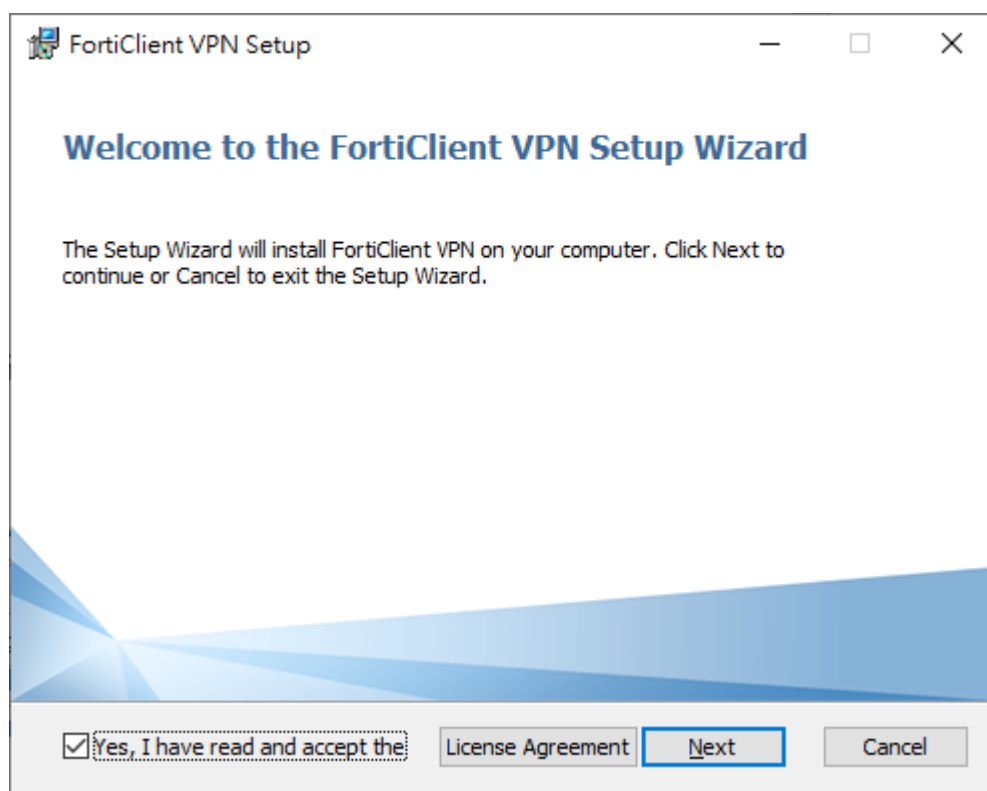 FortiClient VPN Setup
Welcome to the FortiClient VPN Setup Wizard
The Setup Wizard will install FortiClient VPN on your computer. Click Next to
continue or Cancel to exit the Setup Wizard.
Yes, I have read and accept the License Agreement Next Cancel